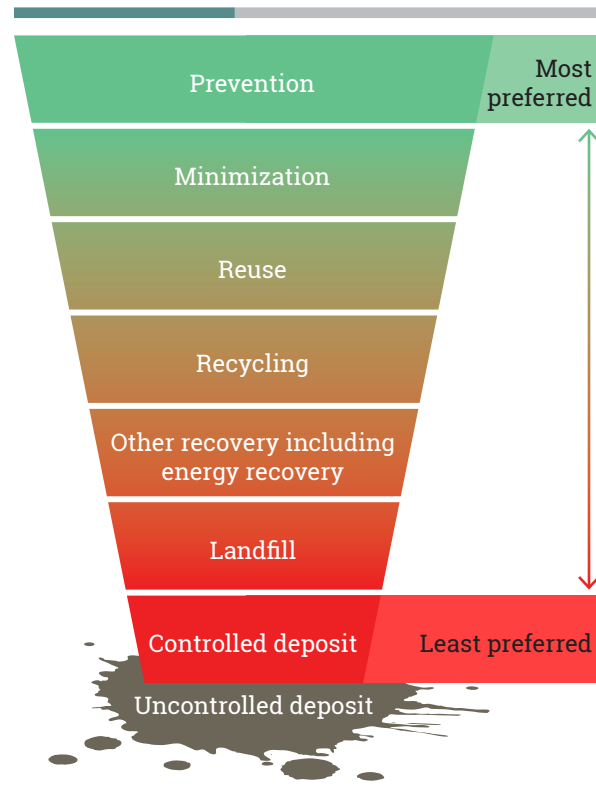 Prevention
Most
preferred
Minimization
Reuse
Recycling
Other recovery including
energy recovery
Landfill
Controlled deposit
Least preferred
Uncontrolled deposit